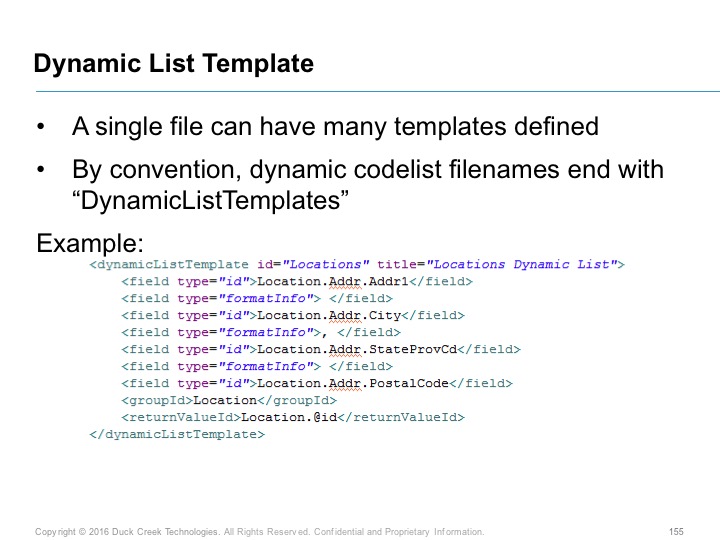 Dynamic List Template
• A single file can have many templates defined
• By convention, dynamic codelist filenames end with
“DynamicListTemplates”
Example:
<dynamicListTemplate id="Locations" title="Locations Dynamic List">
<field type="id">Location.Addr.Addr1</field>
<field type="formatInfo"> </field>
<field type="id">Location.Addr.City</field>
<field type="formatInfo">, </field>
<field type="id">Location.Addr.StateProvCd</field>
<field type="formatInfo"> </field>
<field type="id">Location.Addr.PostalCode</field>
<groupId>Location</groupId>
<returnValueId>Location.@id</returnValueId>
</dynamicListTemplate>
Copyright © 2016 Duck Creek Technologies. All Rights Reserved. Confidential and Proprietary Information. 155